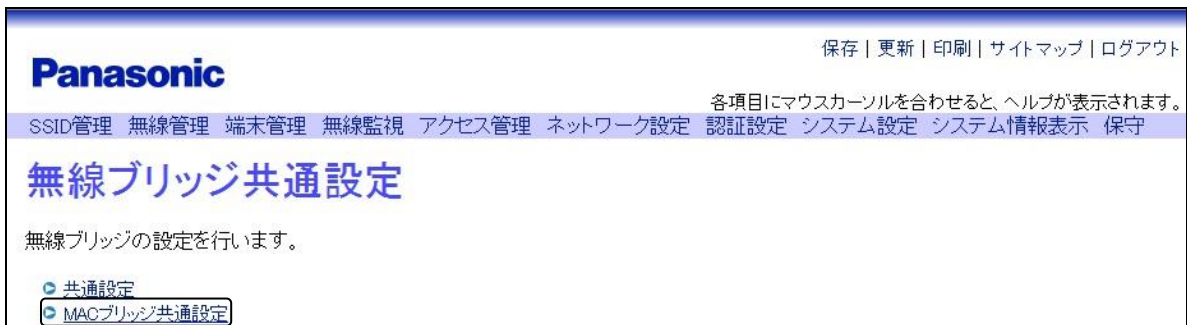 保存 | 更新 | 印刷 | サイトマップ | ログアウト
Panasonic
各項目にマウスカーソルを合わせると、ヘルプが表示されます。
SSID管理 無線管理 端末管理 無線監視 アクセス管理 ネットワーク設定 認証設定 システム設定 システム情報表示 保守
無線ブリッジ共通設定
無線ブリッジの設定を行います。
共通設定
MACブリッジ共通設定